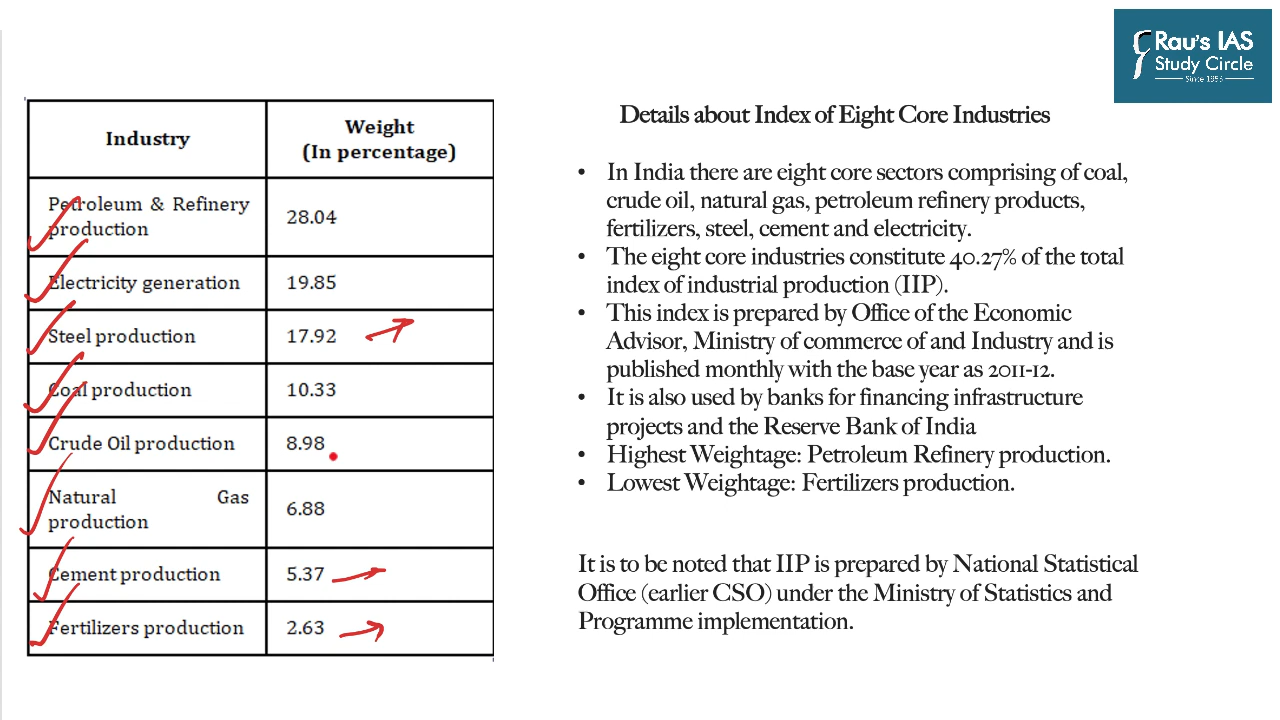 Rau's IAS
Study Circle
Since 1953
Industry
Weight
(In percentage)
Petroleum & Refinery
production
28.04
Electricity generation
19.85
Steel production
17.92
Coal production
10.33
Crude Oil production
8.98
Natural Gas
production
6.88
Cement production
5.37
Fertilizers production
2.63
Details about Index of Eight Core Industries
• In India there are eight core sectors comprising of coal,
crude oil, natural gas, petroleum refinery products,
fertilizers, steel, cement and electricity.
• The eight core industries constitute 40.27% of the total
index of industrial production (IIP).
• This index is prepared by Office of the Economic
Advisor, Ministry of commerce of and Industry and is
published monthly with the base year as 2011-12.
• It is also used by banks for financing infrastructure
projects and the Reserve Bank of India
• Highest Weightage: Petroleum Refinery production.
• Lowest Weightage: Fertilizers production.
It is to be noted that IIP is prepared by National Statistical
Office (earlier CSO) under the Ministry of Statistics and
Programme implementation.